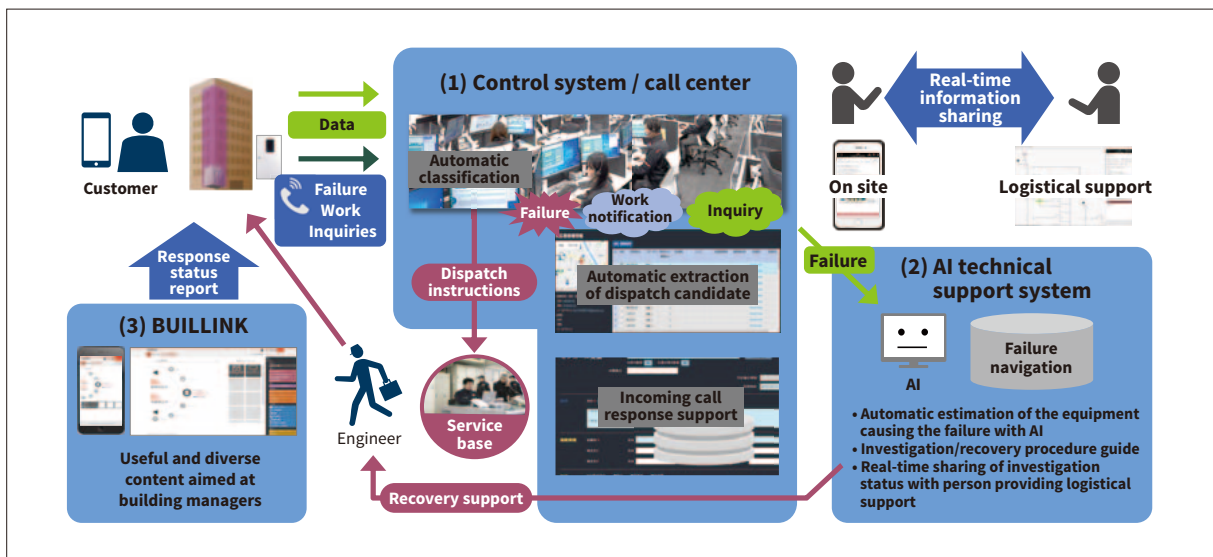 Customer
Data
Failure
Work
Inquiries
(1) Control system / call center
Automatic
classification
Failure
Work
notification
Inquiry
Dispatch
instructions
Automatic extraction
of dispatch candidate
Incoming call
response support
Service
base
Real-time
information
sharing
On site
Logistical support
Failure
(2) AI technical
support system
AI
Failure
navigation
• Automatic estimation of the equipment
causing the failure with AI
• Investigation/recovery procedure guide
• Real-time sharing of investigation
status with person providing logistical
support
Response
status
report
(3) BUILLINK
Useful and diverse
content aimed at
building managers
Engineer
Recovery support